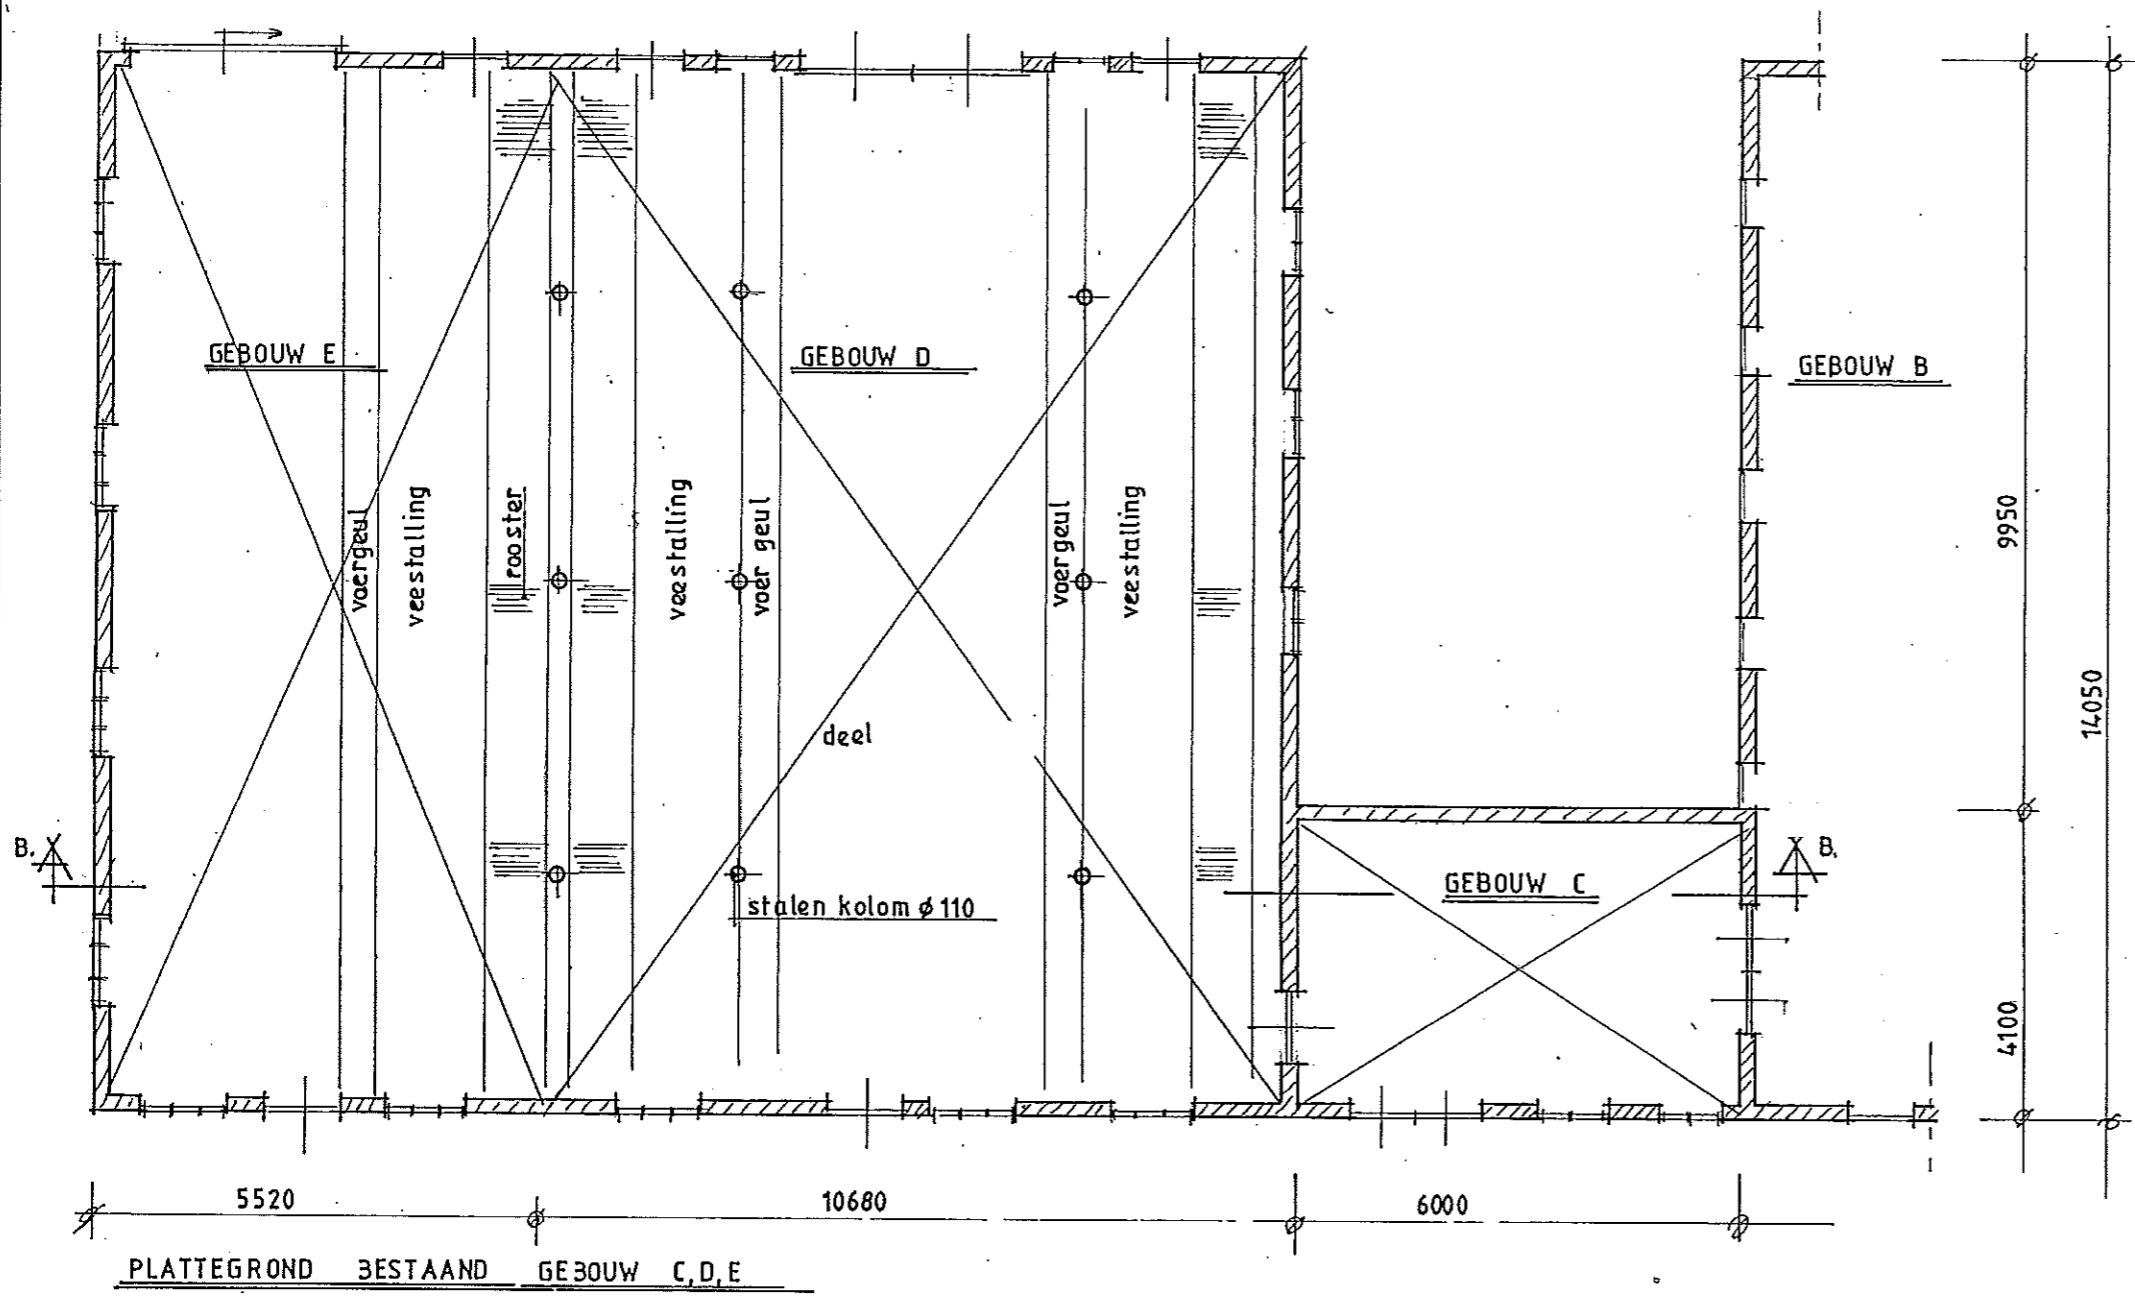 GEBOUW E
GEBOUW D
GEBOUW B
voergeul
veestalling
rooster
veestalling
voer geul
voergeul
veestalling
9950
14050
deel
B.
B.
GEBOUW C
stalen kolom ø 110
4100
5520
10680
6000
PLATTEGROND BESTAAND GEBOUW C,D,E